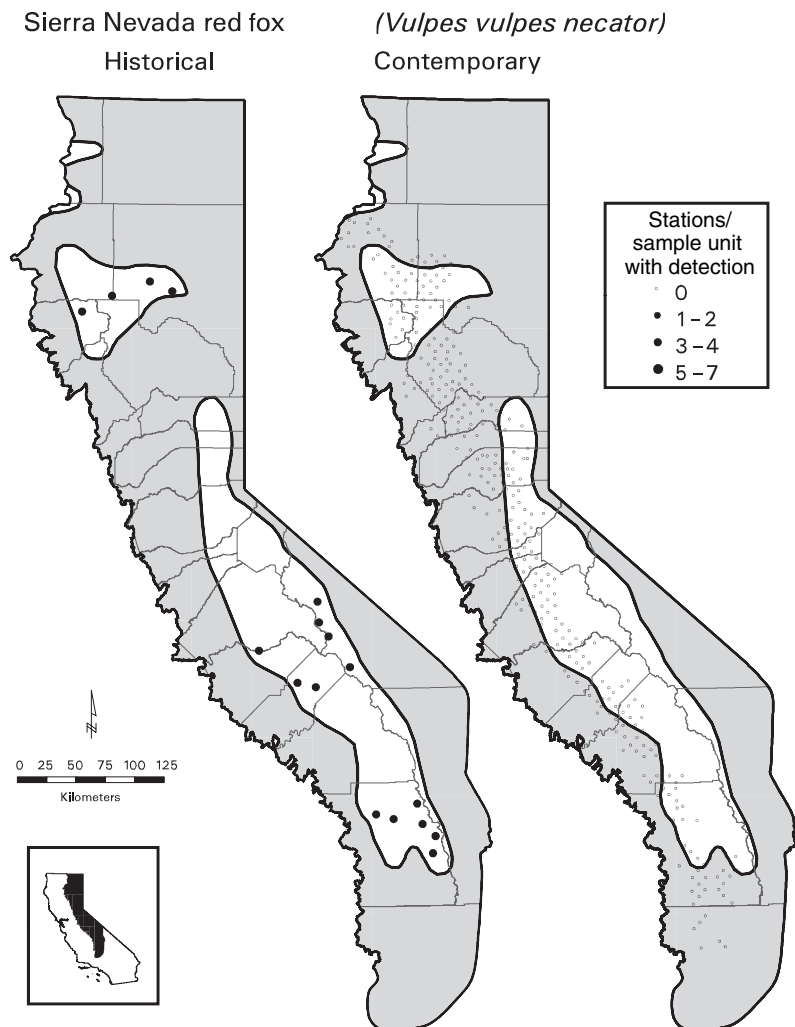 Sierra Nevada red fox (Vulpes vulpes necator)
Historical Contemporary
Stations/
sample unit
with detection
0
1–2
3–4
5–7
N
0 25 50 75 100 125
Kilometers